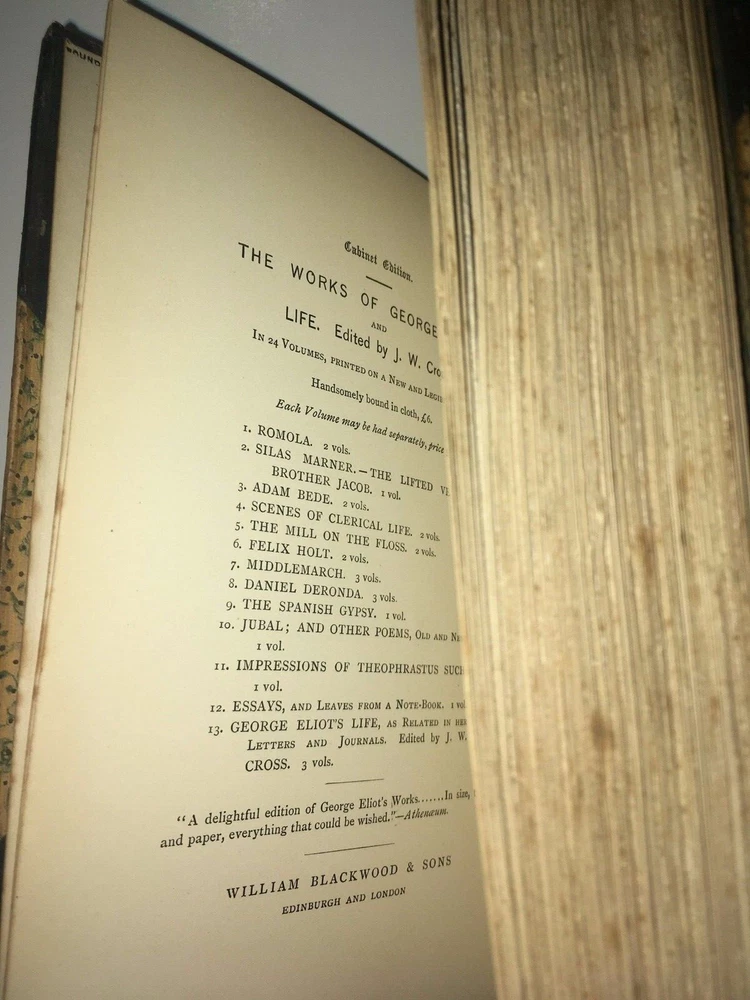 Cabinet Edition.
THE WORKS OF GEORGE
AND
LIFE. Edited by J. W. Cro
IN 24 VOLUMES, PRINTED ON A NEW AND LEGI
Handsomely bound in cloth, £6.
Each Volume may be had separately, price
1. ROMOLA. 2 vols.
2. SILAS MARNER.—THE LIFTED VE
BROTHER JACOB. 1 vol.
3. ADAM BEDE. 2 vols.
4. SCENES OF CLERICAL LIFE. 2 vols.
5. THE MILL ON THE FLOSS. 2 vols.
6. FELIX HOLT. 2 vols.
7. MIDDLEMARCH. 3 vols.
8. DANIEL DERONDA. 3 vols.
9. THE SPANISH GYPSY. 1 vol.
10. JUBAL; AND OTHER POEMS, OLD AND NE
1 vol.
11. IMPRESSIONS OF THEOPHRASTUS SUCH
1 vol.
12. ESSAYS, AND LEAVES FROM A NOTE-BOOK. 1 vol
13. GEORGE ELIOT'S LIFE, AS RELATED IN HER
LETTERS AND JOURNALS. Edited by J. W.
CROSS. 3 vols.
"A delightful edition of George Eliot's Works.......In size,
and paper, everything that could be wished."—Athenæum.
WILLIAM BLACKWOOD & SONS
EDINBURGH AND LONDON